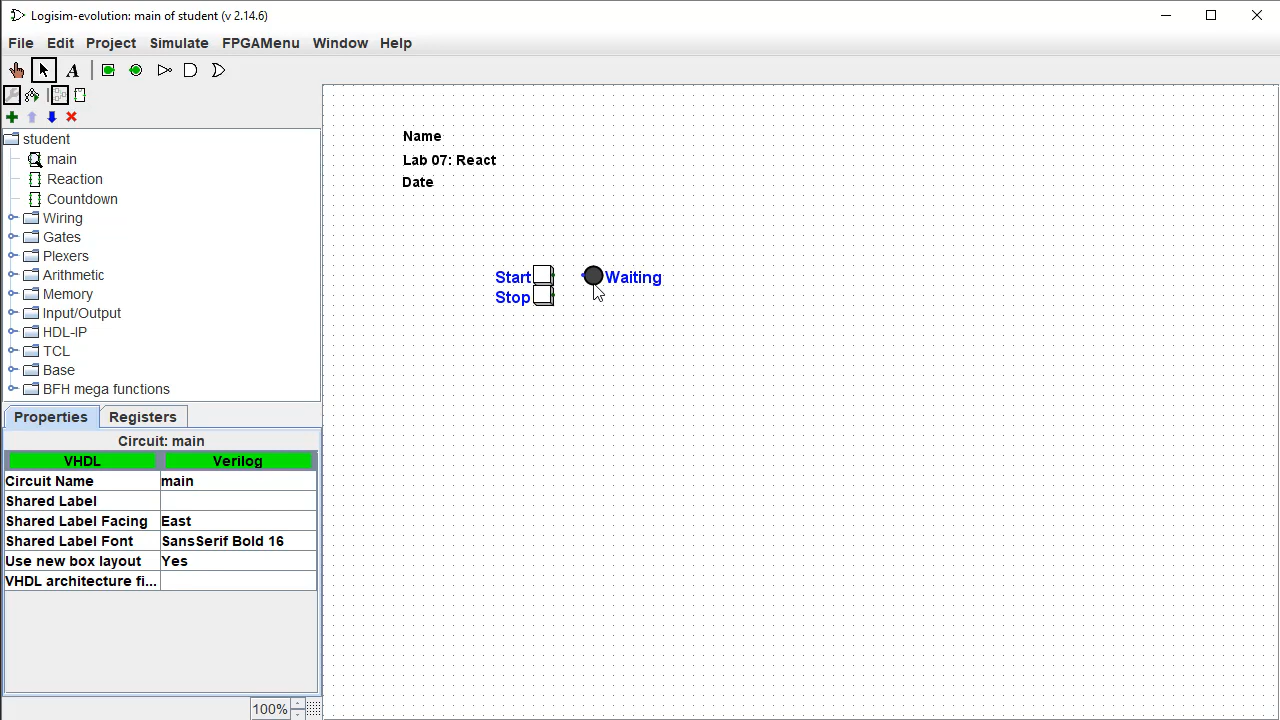 Logisim-evolution: main of student (v 2.14.6)
File Edit Project Simulate FPGAMenu Window Help
A
student
main
Reaction
Countdown
Wiring
Gates
Plexers
Arithmetic
Memory
Input/Output
HDL-IP
TCL
Base
BFH mega functions
Properties Registers
Circuit: main
VHDL Verilog
Circuit Name main
Shared Label
Shared Label Facing East
Shared Label Font SansSerif Bold 16
Use new box layout Yes
VHDL architecture fi...
100%
Name
Lab 07: React
Date
Start Waiting
Stop